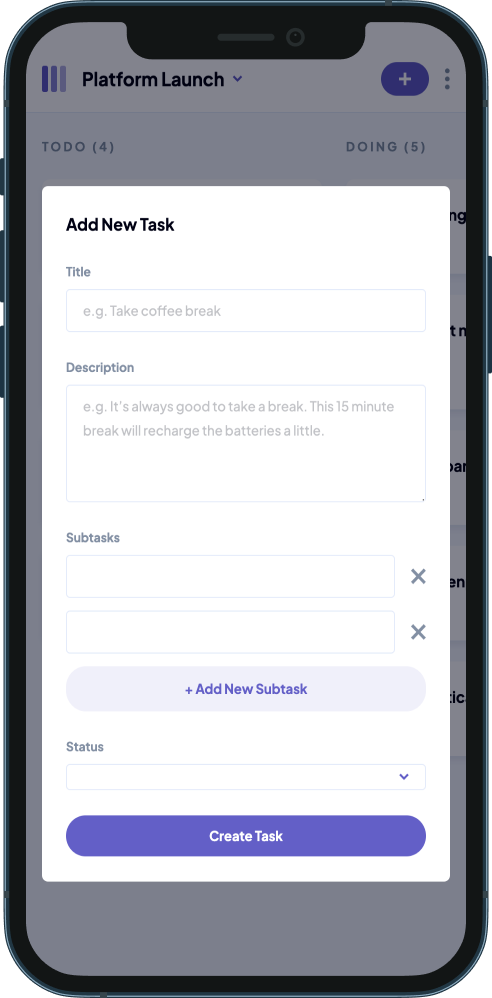 Platform Launch
+
TODO (4)
DOING (5)
Add New Task
Title
e.g. Take coffee break
Description
e.g. It's always good to take a break. This 15 minute
break will recharge the batteries a little.
Subtasks
+ Add New Subtask
Status
Create Task